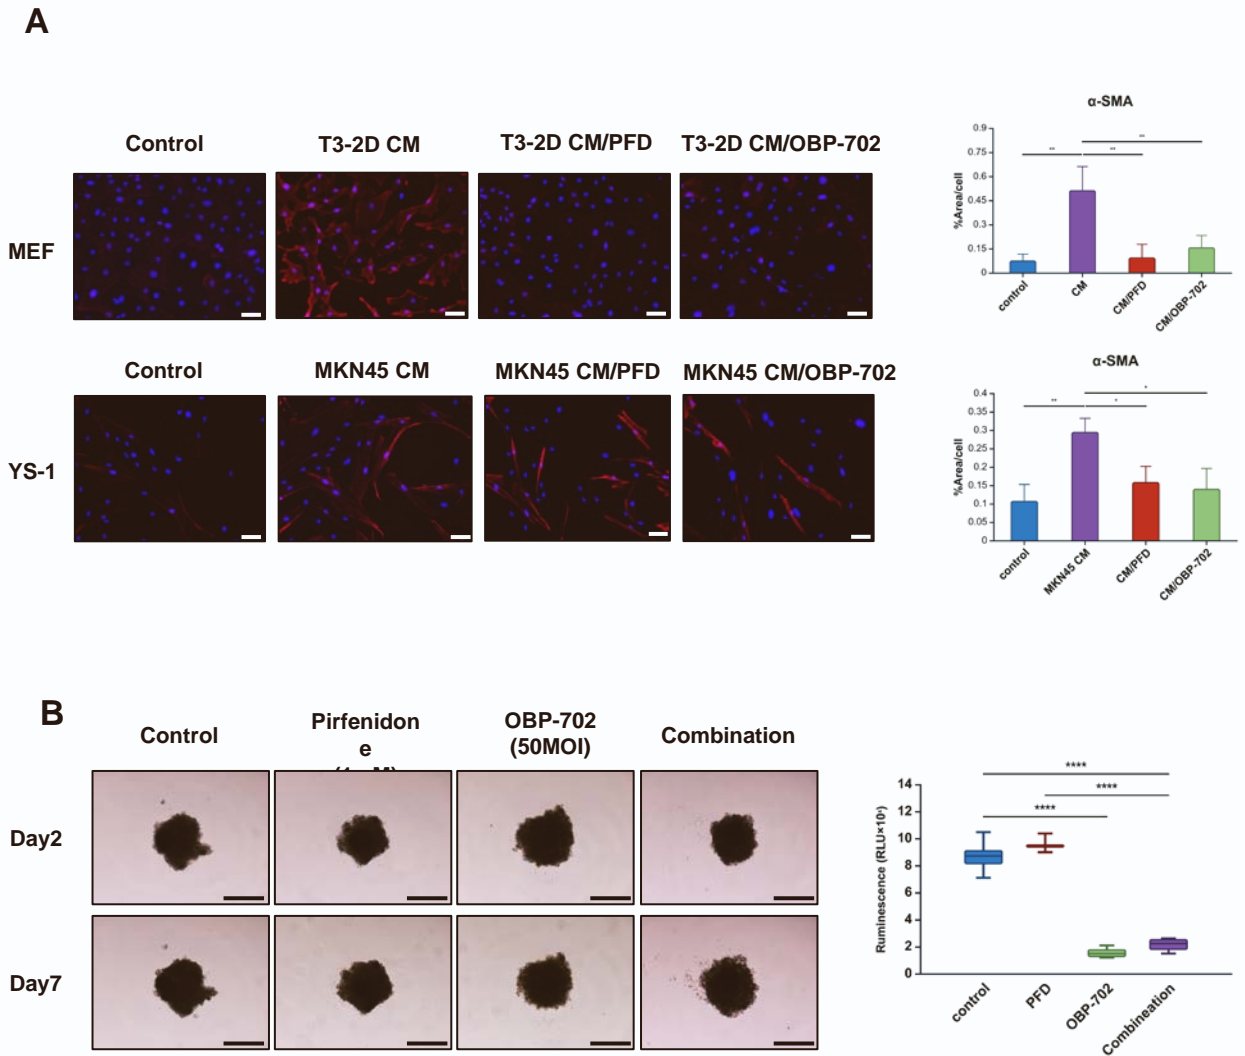 A
Control
T3-2D CM
T3-2D CM/PFD
T3-2D CM/OBP-702
MEF
α-SMA
%Area/cell
0.9
0.75
0.6
0.45
0.3
0.15
0
**
**
**
control
CM
CM/PFD
CM/OBP-702
Control
MKN45 CM
MKN45 CM/PFD
MKN45 CM/OBP-702
YS-1
α-SMA
%Area/cell
0.4
0.35
0.3
0.25
0.2
0.15
0.1
0.05
0
**
*
*
control
MKN45 CM
CM/PFD
CM/OBP-702
B
Control
Pirfenidon
e
OBP-702
(50MOI)
Combination
Day2
Day7
Ruminescence (RLU×10
14
12
10
8
6
4
2
0
****
****
****
control
PFD
OBP-702
Combineation